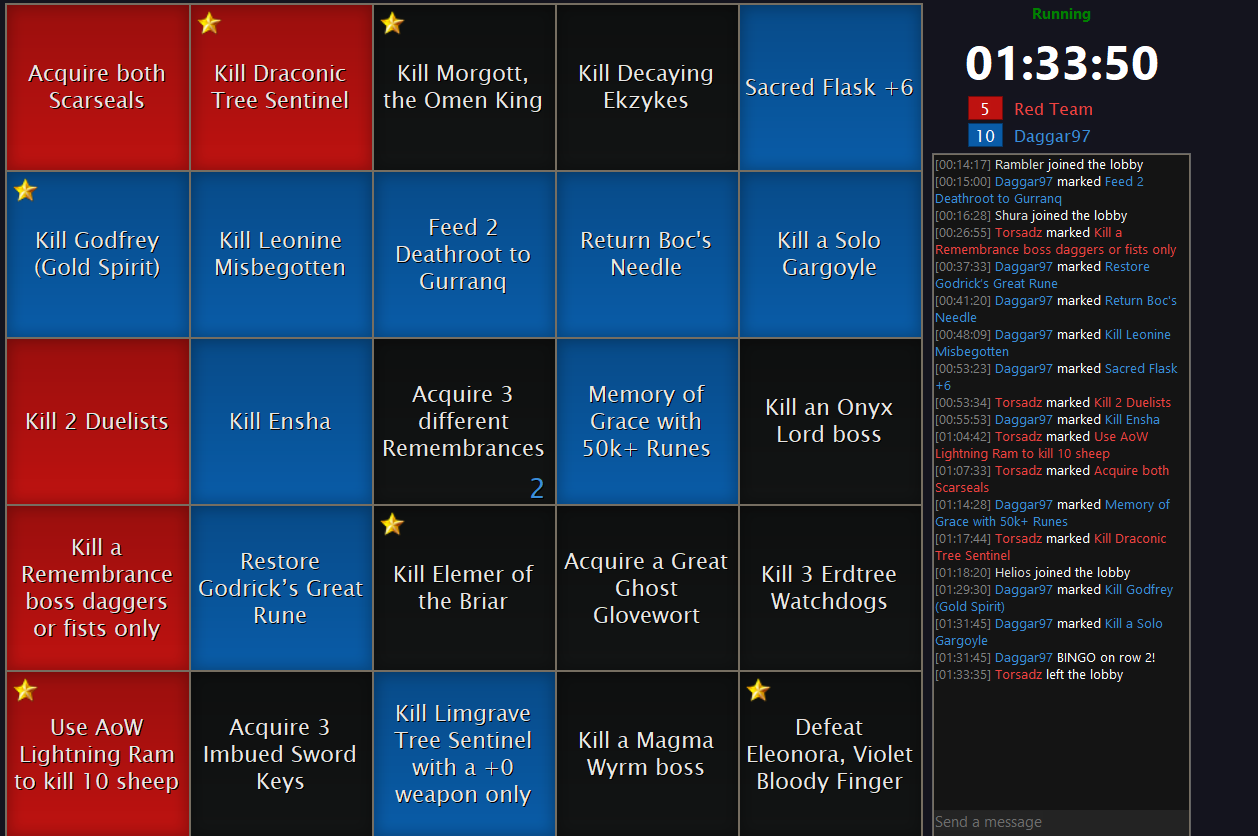 Acquire both
Scarseals
Kill Draconic
Tree Sentinel
Kill Morgott,
the Omen King
Kill Decaying
Ekzykes
Sacred Flask +6
Kill Godfrey
(Gold Spirit)
Kill Leonine
Misbegotten
Feed 2
Deathroot to
Gurranq
Return Boc's
Needle
Kill a Solo
Gargoyle
Kill 2 Duelists
Kill Ensha
Acquire 3
different
Remembrances
2
Memory of
Grace with
50k+ Runes
Kill an Onyx
Lord boss
Kill a
Remembrance
boss daggers
or fists only
Restore
Godrick’s Great
Rune
Kill Elemer of
the Briar
Acquire a Great
Ghost
Glovewort
Kill 3 Erdtree
Watchdogs
Use AoW
Lightning Ram
to kill 10 sheep
Acquire 3
Imbued Sword
Keys
Kill Limgrave
Tree Sentinel
with a +0
weapon only
Kill a Magma
Wyrm boss
Defeat
Eleonora, Violet
Bloody Finger
Running
01:33:50
5 Red Team
10 Daggar97
[00:14:17] Rambler joined the lobby
[00:15:00] Daggar97 marked Feed 2
Deathroot to Gurranq
[00:16:28] Shura joined the lobby
[00:26:55] Torsadz marked Kill a
Remembrance boss daggers or fists only
[00:37:33] Daggar97 marked Restore
Godrick's Great Rune
[00:41:20] Daggar97 marked Return Boc's
Needle
[00:48:09] Daggar97 marked Kill Leonine
Misbegotten
[00:53:23] Daggar97 marked Sacred Flask
+6
[00:53:34] Torsadz marked Kill 2 Duelists
[00:55:53] Daggar97 marked Kill Ensha
[01:04:42] Torsadz marked Use AoW
Lightning Ram to kill 10 sheep
[01:07:33] Torsadz marked Acquire both
Scarseals
[01:14:28] Daggar97 marked Memory of
Grace with 50k+ Runes
[01:17:44] Torsadz marked Kill Draconic
Tree Sentinel
[01:18:20] Helios joined the lobby
[01:29:30] Daggar97 marked Kill Godfrey
(Gold Spirit)
[01:31:45] Daggar97 marked Kill a Solo
Gargoyle
[01:31:45] Daggar97 BINGO on row 2!
[01:33:35] Torsadz left the lobby
Send a message